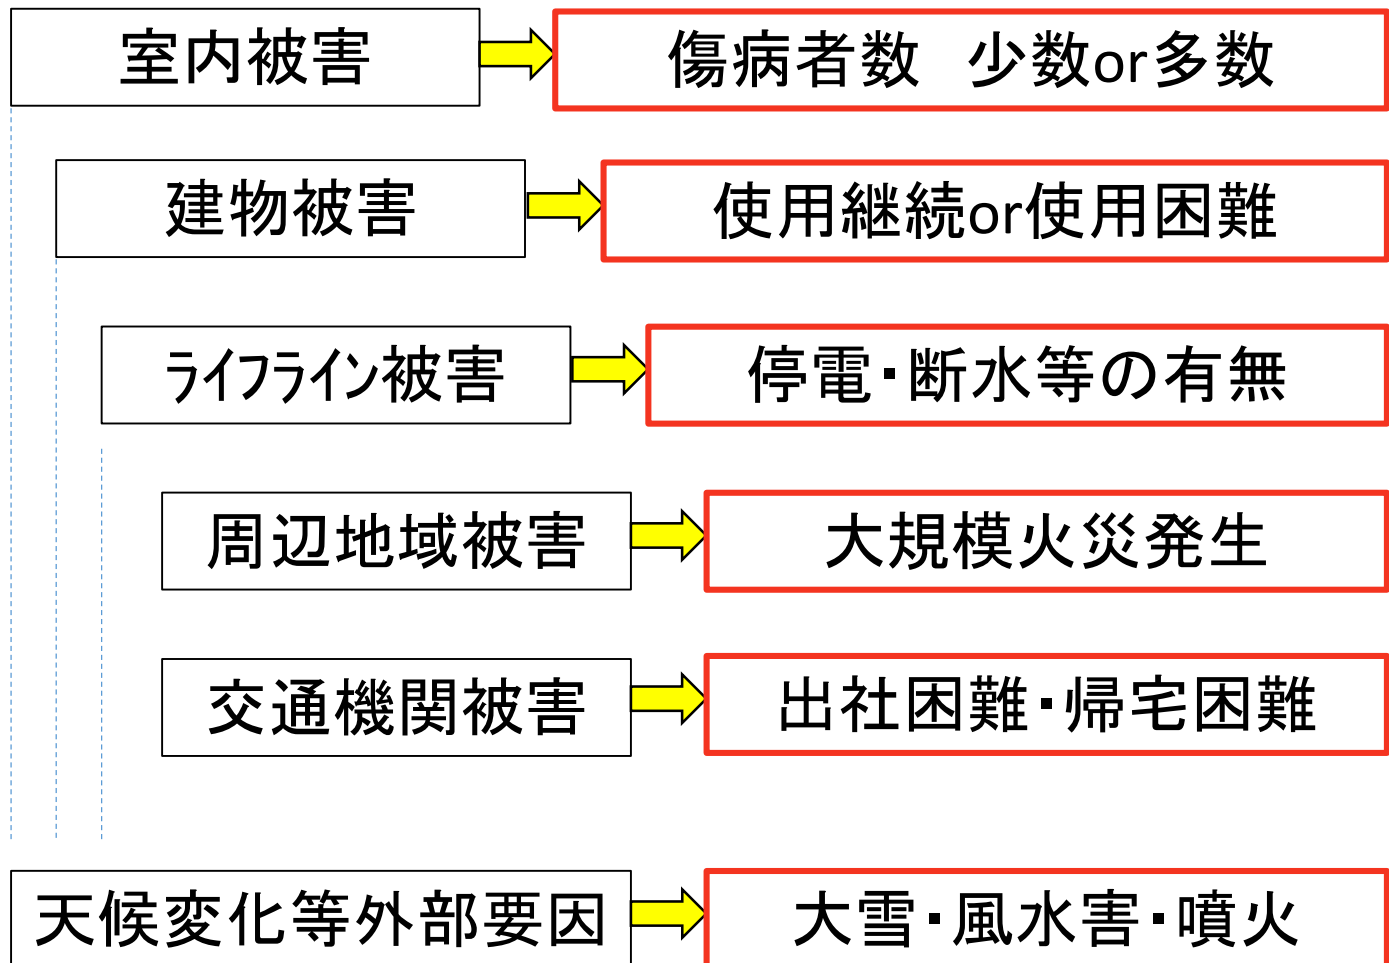 室内被害
傷病者数　少数or多数
建物被害
使用継続or使用困難
ライフライン被害
停電・断水等の有無
周辺地域被害
大規模火災発生
交通機関被害
出社困難・帰宅困難
天候変化等外部要因
大雪・風水害・噴火